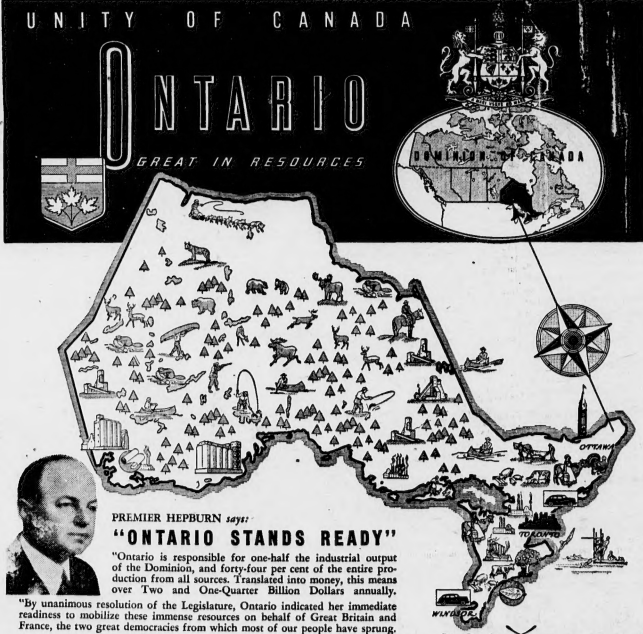 UNITY OF CANADA
ONTARIO
GREAT IN RESOURCES
DOMINION OF CANADA
OTTAWA
TORONTO
WINDSOR
PREMIER HEPBURN says:
"ONTARIO STANDS READY"
"Ontario is responsible for one-half the industrial output
of the Dominion, and forty-four per cent of the entire pro-
duction from all sources. Translated into money, this means
over Two and One-Quarter Billion Dollars annually.
"By unanimous resolution of the Legislature, Ontario indicated her immediate
readiness to mobilize these immense resources on behalf of Great Britain and
France, the two great democracies from which most of our people have sprung.